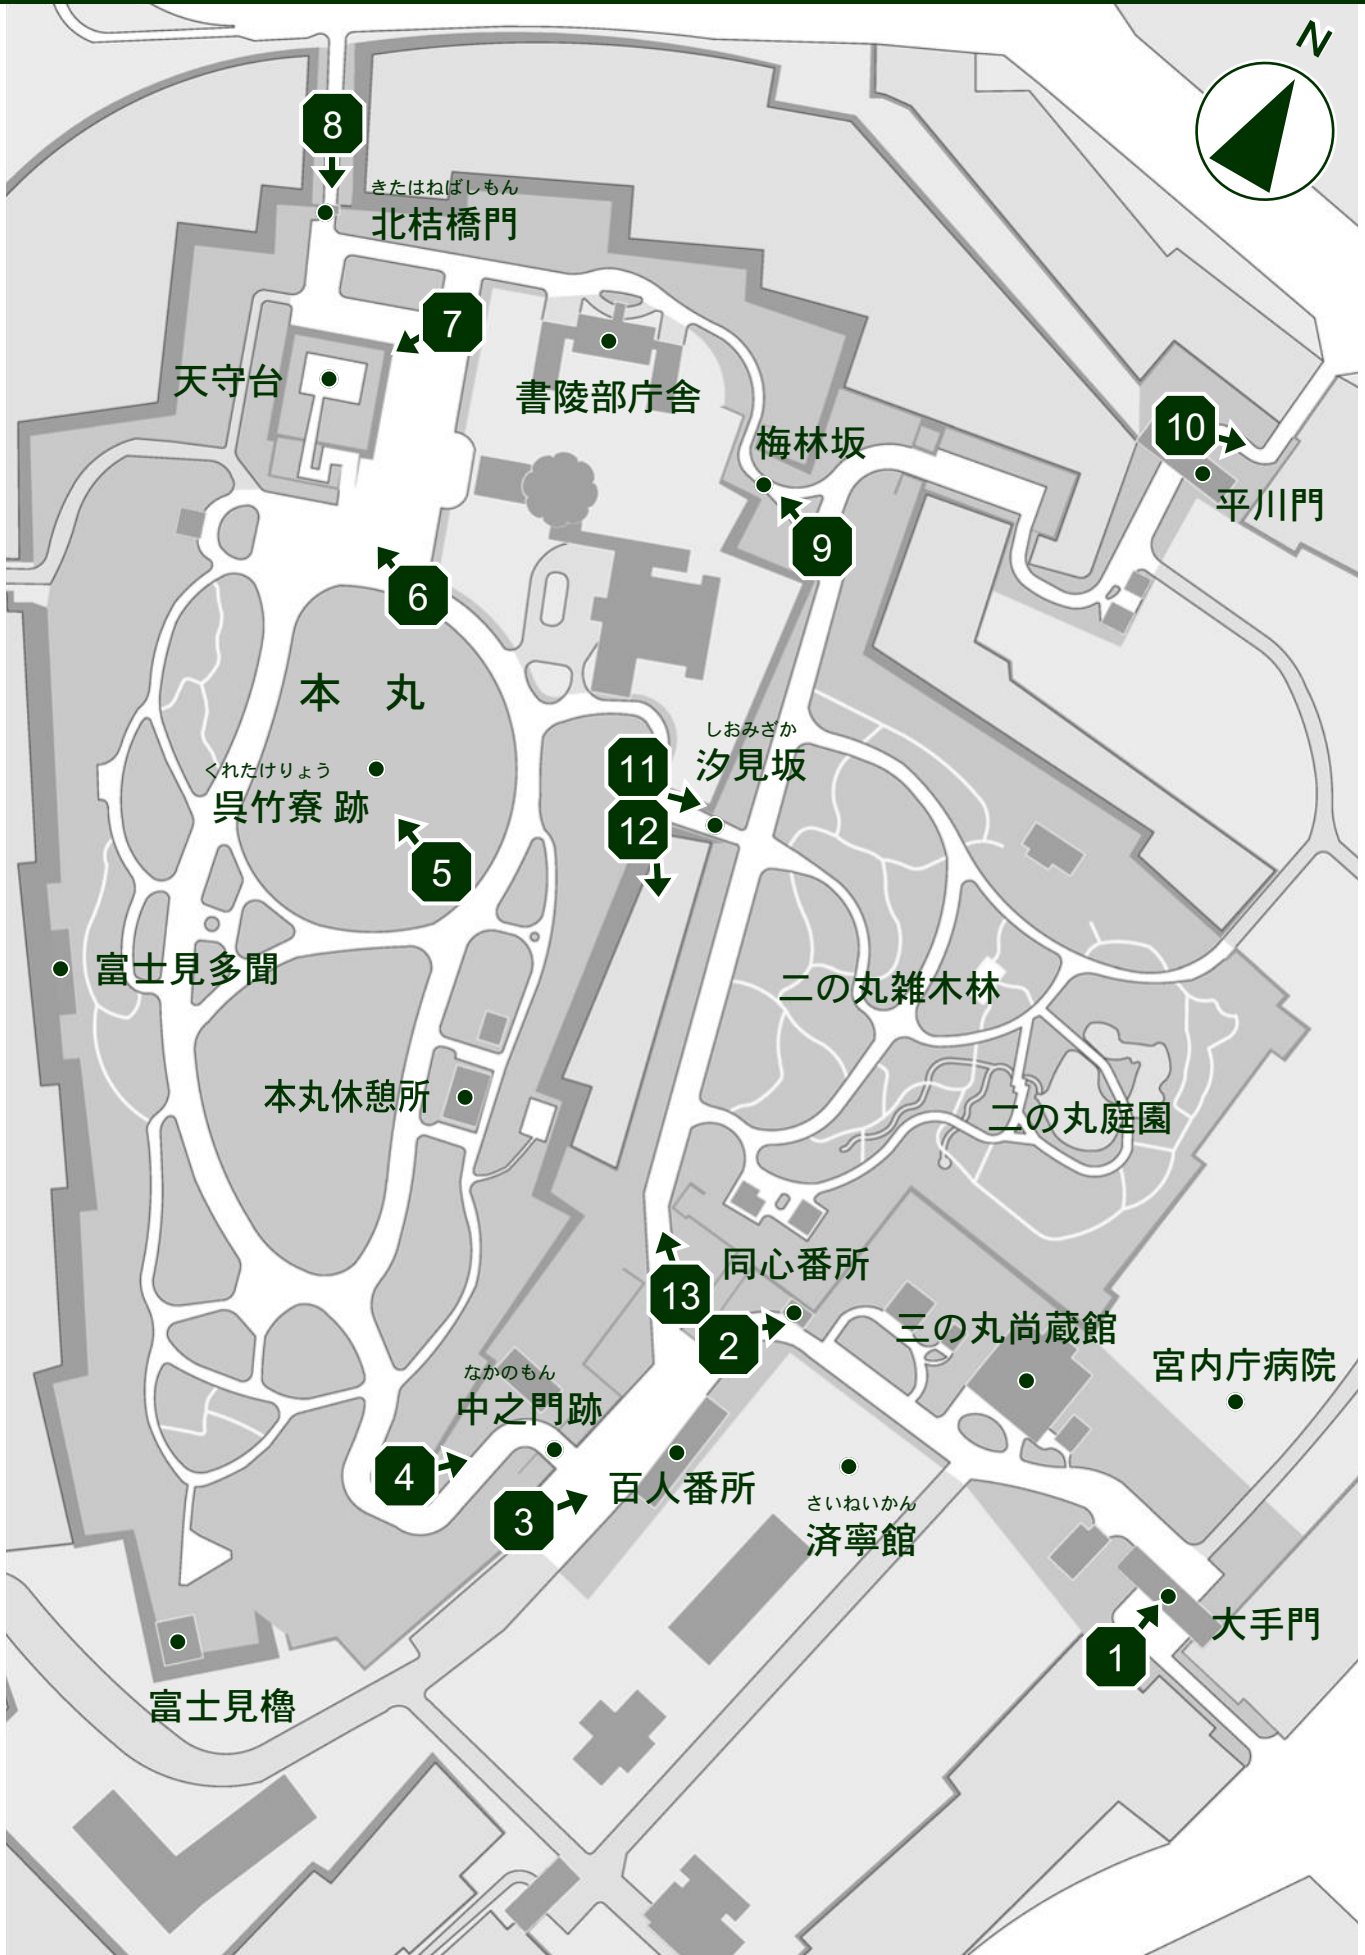 N
8
きたはねばしもん
北桔橋門
7
天守台
書陵部庁舎
梅林坂
10
平川門
9
6
本 丸
しおみざか
汐見坂
11
12
くれたけりょう
呉竹寮 跡
5
富士見多聞
二の丸雑木林
本丸休憩所
二の丸庭園
同心番所
13
2
三の丸尚蔵館
宮内庁病院
なかのもん
中之門跡
4
百人番所
3
さいねいかん
済寧館
大手門
1
富士見櫓